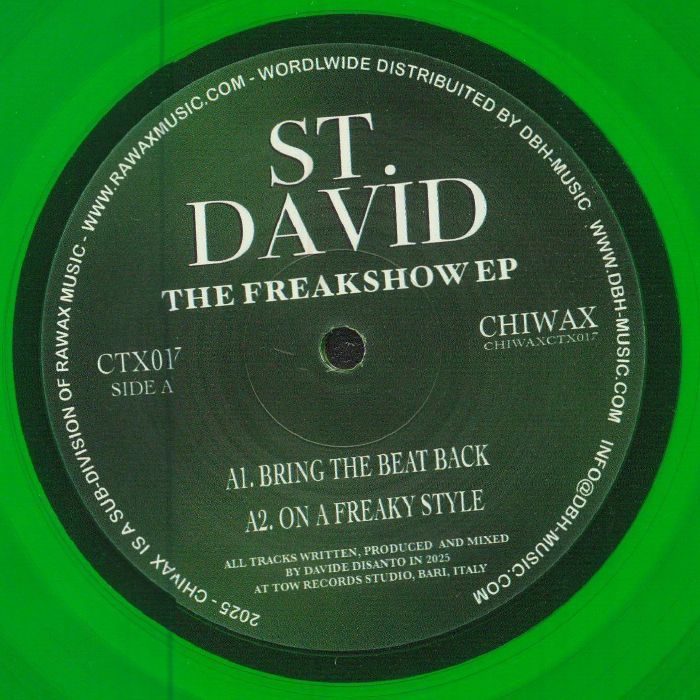 2025 - CHIVAX IS A SUB-DIVISION OF RAWAX MUSIC - WWW.RAWAXMUSIC.COM - WORDLWIDE DISTRIBUITED BY DBH-MUSIC WWW.DBH-MUSIC.COM INFO@DBH-MUSIC.COM
ST.
DAVID
THE FREAKSHOW EP
CTX017
SIDE A
CHIWAX
CHIWAXCTX017
A1. BRING THE BEAT BACK
A2. ON A FREAKY STYLE
ALL TRACKS WRITTEN, PRODUCED AND MIXED
BY DAVIDE DISANTO IN 2025
AT TOW RECORDS STUDIO, BARI, ITALY